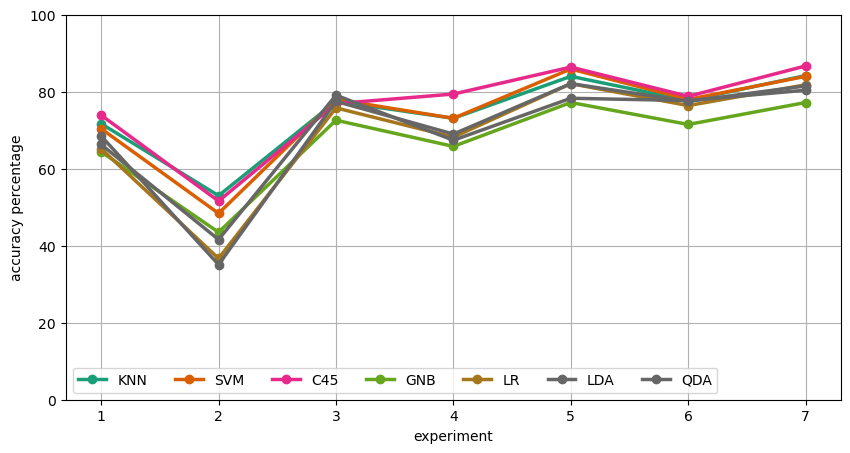 100
80
60
40
20
0
accuracy percentage
KNN SVM C45 GNB LR LDA QDA
1 2 3 4 5 6 7
experiment